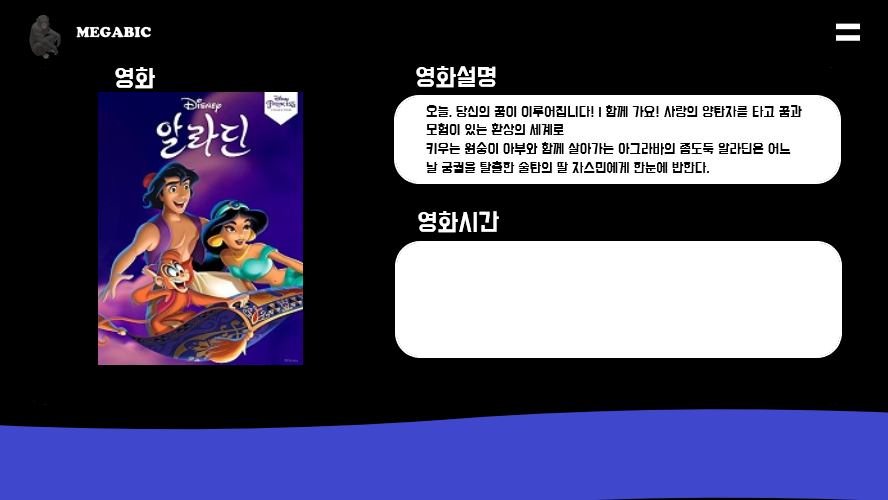 MEGABIC
영화
Disney
Disney
PRINCESS
알라딘
영화설명
오늘, 당신의 꿈이 이루어집니다! | 함께 가요! 사랑의 양탄자를 타고 꿈과
모험이 있는 환상의 세계로
키우는 원숭이 아부와 함께 살아가는 아그라바의 좀도둑 알라딘은 어느
날 궁궐을 탈출한 술탄의 딸 자스민에게 한눈에 반한다.
영화시간